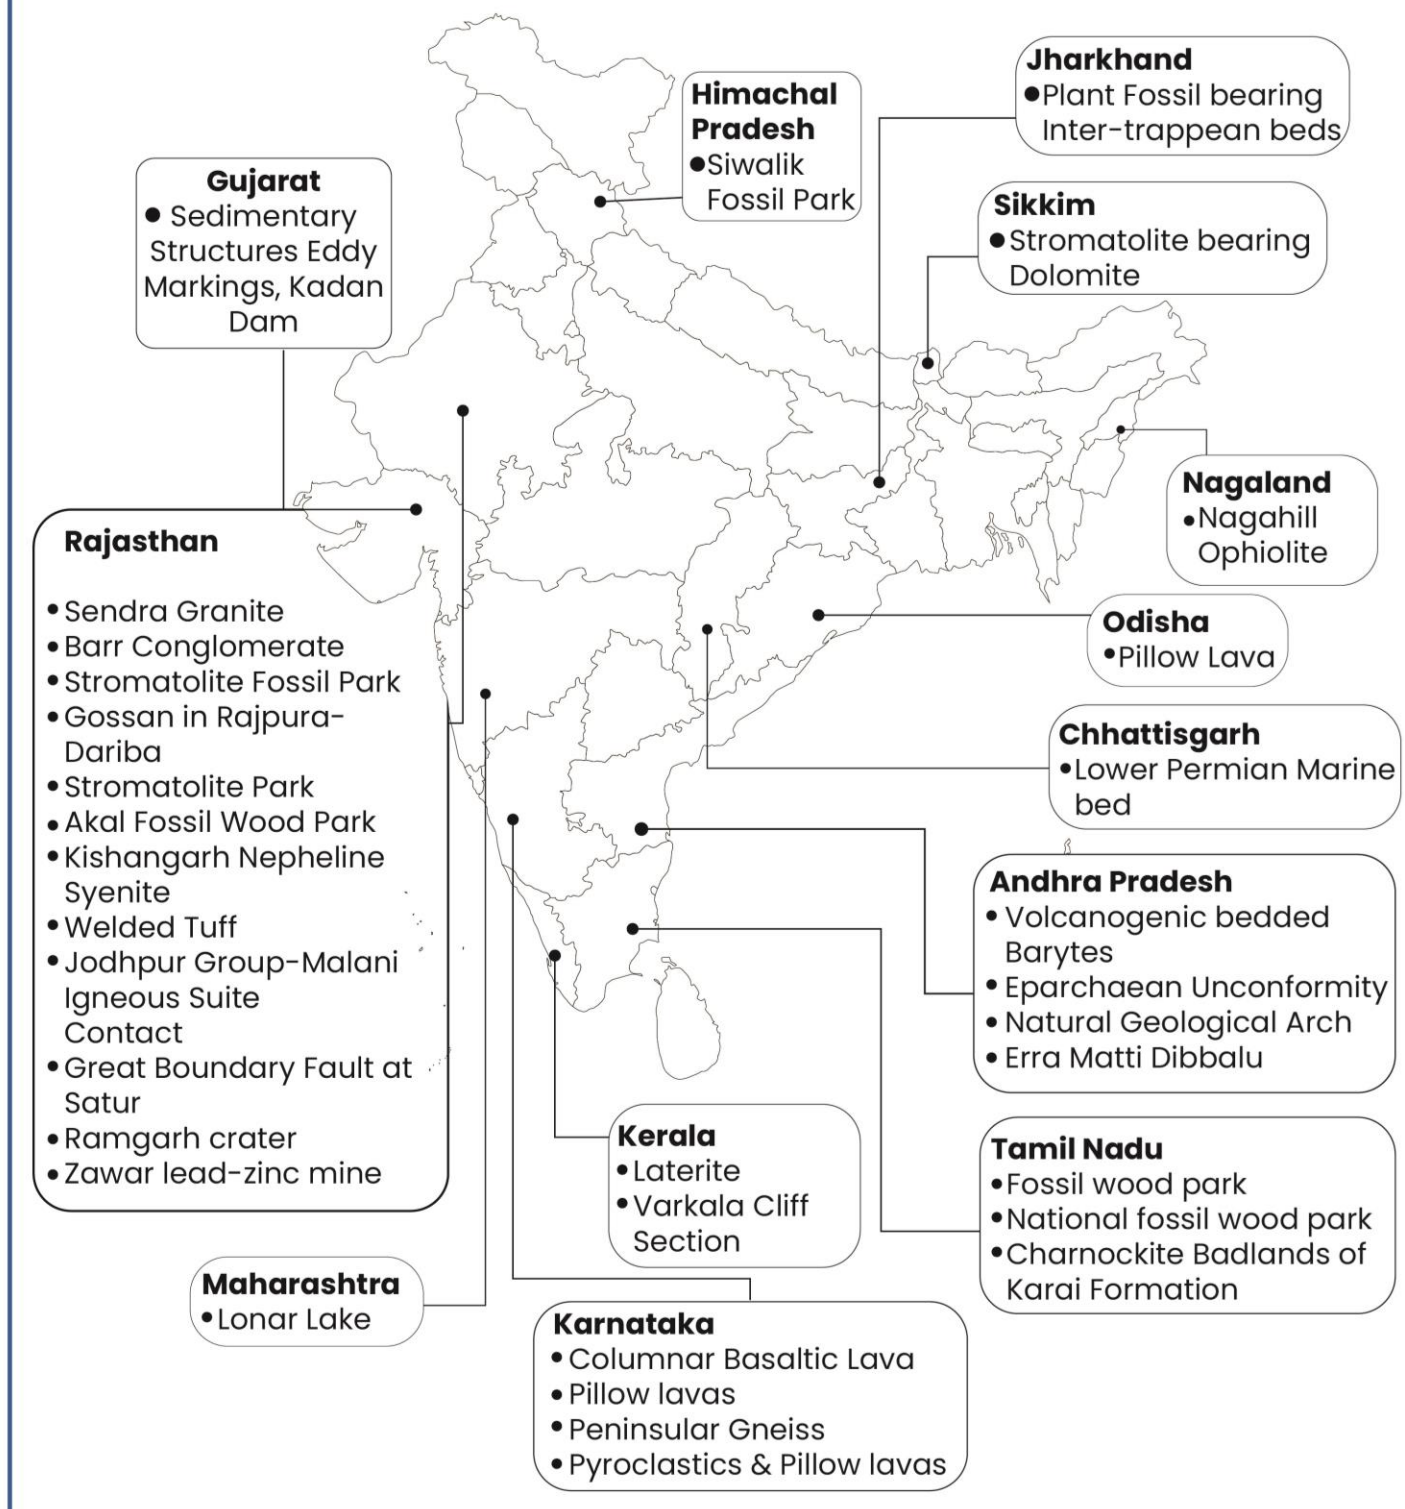 Himachal
Pradesh
•Siwalik
Fossil Park
Jharkhand
•Plant Fossil bearing
Inter-trappean beds
Gujarat
• Sedimentary
Structures Eddy
Markings, Kadan
Dam
Sikkim
•Stromatolite bearing
Dolomite
Nagaland
•Nagahill
Ophiolite
Rajasthan
•Sendra Granite
•Barr Conglomerate
•Stromatolite Fossil Park
•Gossan in Rajpura-
Dariba
•Stromatolite Park
•Akal Fossil Wood Park
•Kishangarh Nepheline
Syenite
•Welded Tuff
•Jodhpur Group-Malani
Igneous Suite
Contact
•Great Boundary Fault at
Satur
•Ramgarh crater
•Zawar lead-zinc mine
Odisha
•Pillow Lava
Chhattisgarh
•Lower Permian Marine
bed
Andhra Pradesh
• Volcanogenic bedded
Barytes
• Eparchaean Unconformity
• Natural Geological Arch
• Erra Matti Dibbalu
Kerala
•Laterite
•Varkala Cliff
Section
Tamil Nadu
•Fossil wood park
•National fossil wood park
•Charnockite Badlands of
Karai Formation
Maharashtra
•Lonar Lake
Karnataka
•Columnar Basaltic Lava
•Pillow lavas
•Peninsular Gneiss
•Pyroclastics & Pillow lavas